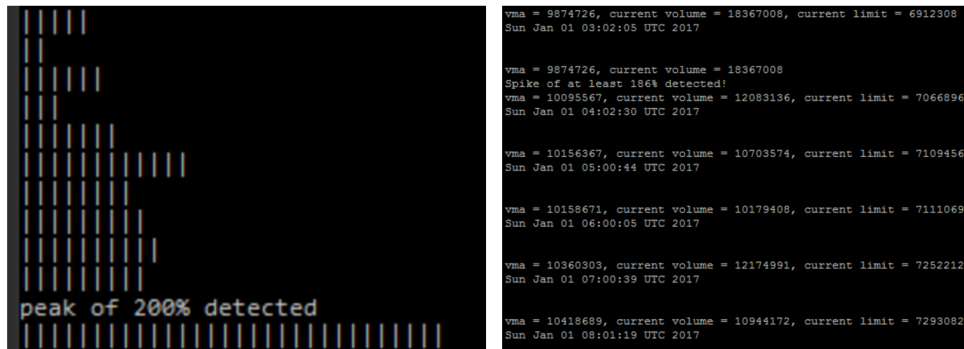 |||||
||
||||||
|||
|||||||
||||||||||||
||||||||
|||||||||
||||||||||
|||||||||
peak of 200% detected
||||||||||||||||||||||||||||||
vma = 9874726, current volume = 18367008, current limit = 6912308
Sun Jan 01 03:02:05 UTC 2017
vma = 9874726, current volume = 18367008
Spike of at least 186% detected!
vma = 10095567, current volume = 12083136, current limit = 7066896
Sun Jan 01 04:02:30 UTC 2017
vma = 10156367, current volume = 10703574, current limit = 7109456
Sun Jan 01 05:00:44 UTC 2017
vma = 10158671, current volume = 10179408, current limit = 7111069
Sun Jan 01 06:00:05 UTC 2017
vma = 10360303, current volume = 12174991, current limit = 7252212
Sun Jan 01 07:00:39 UTC 2017
vma = 10418689, current volume = 10944172, current limit = 7293082
Sun Jan 01 08:01:19 UTC 2017